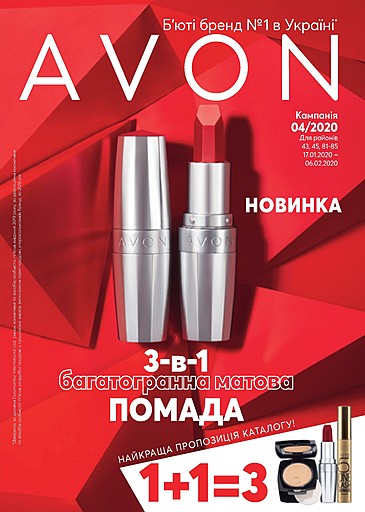 Б'юті бренд №1 в Україні*
AVON
Кампанія
04/2020
Для районів
43, 45, 81-85
17.01.2020 –
06.02.2020
НОВИНКА
AVON
AVON
3-в-1
багатогранна матова
ПОМАДА
НАЙКРАЩА ПРОПОЗИЦІЯ КАТАЛОГУ!
1+1=3